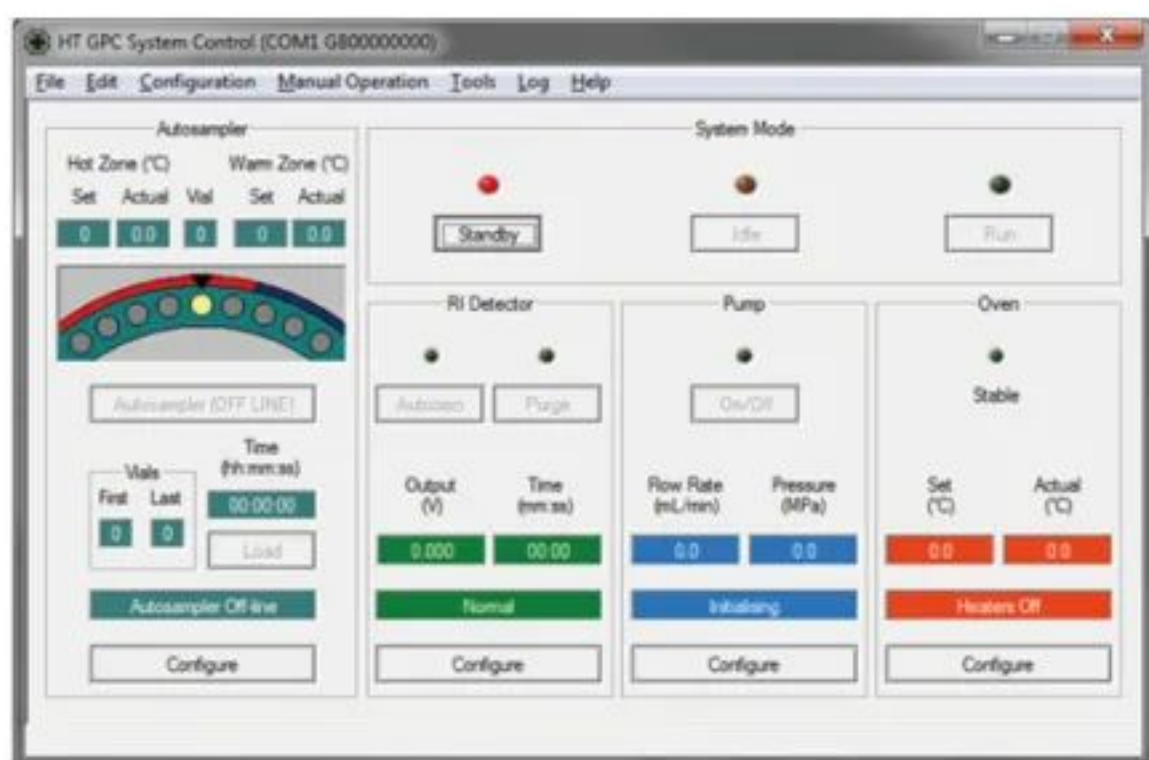 HT GPC System Control (COM1 G800000000)
File Edit Configuration Manual Operation Tools Log Help
Autosampler
Hot Zone (°C) Warm Zone (°C)
Set Actual Vial Set Actual
0 0.0 0 0 0.0
Autosampler (OFF LINE)
Vials
First Last
0 0
Time
(hh:mm:ss)
00:00:00
Load
Autosampler Off-line
Configure
System Mode
Standby Idle Run
RI Detector
Autozero Purge
Output
(V)
Time
(mm:ss)
0.000 00:00
Normal
Configure
Pump
On/Off
Flow Rate
(mL/min)
Pressure
(MPa)
0.0 0.0
Initialising
Configure
Oven
Stable
Set
(°C)
Actual
(°C)
0.0 0.0
Heaters Off
Configure